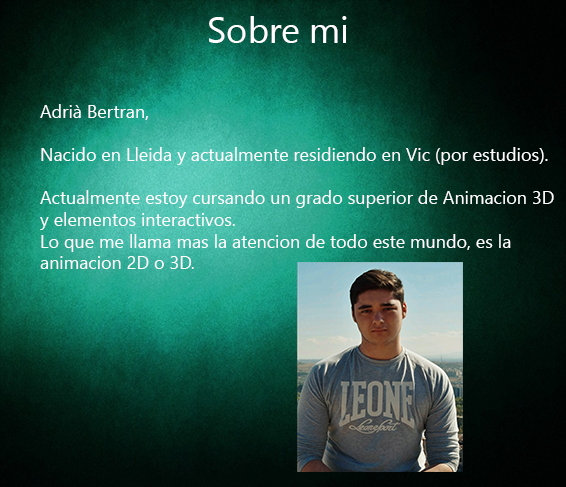 Sobre mi
Adrià Bertran,
Nacido en Lleida y actualmente residiendo en Vic (por estudios).
Actualmente estoy cursando un grado superior de Animacion 3D
y elementos interactivos.
Lo que me llama mas la atencion de todo este mundo, es la
animacion 2D o 3D.
LEONE
LeoneSport